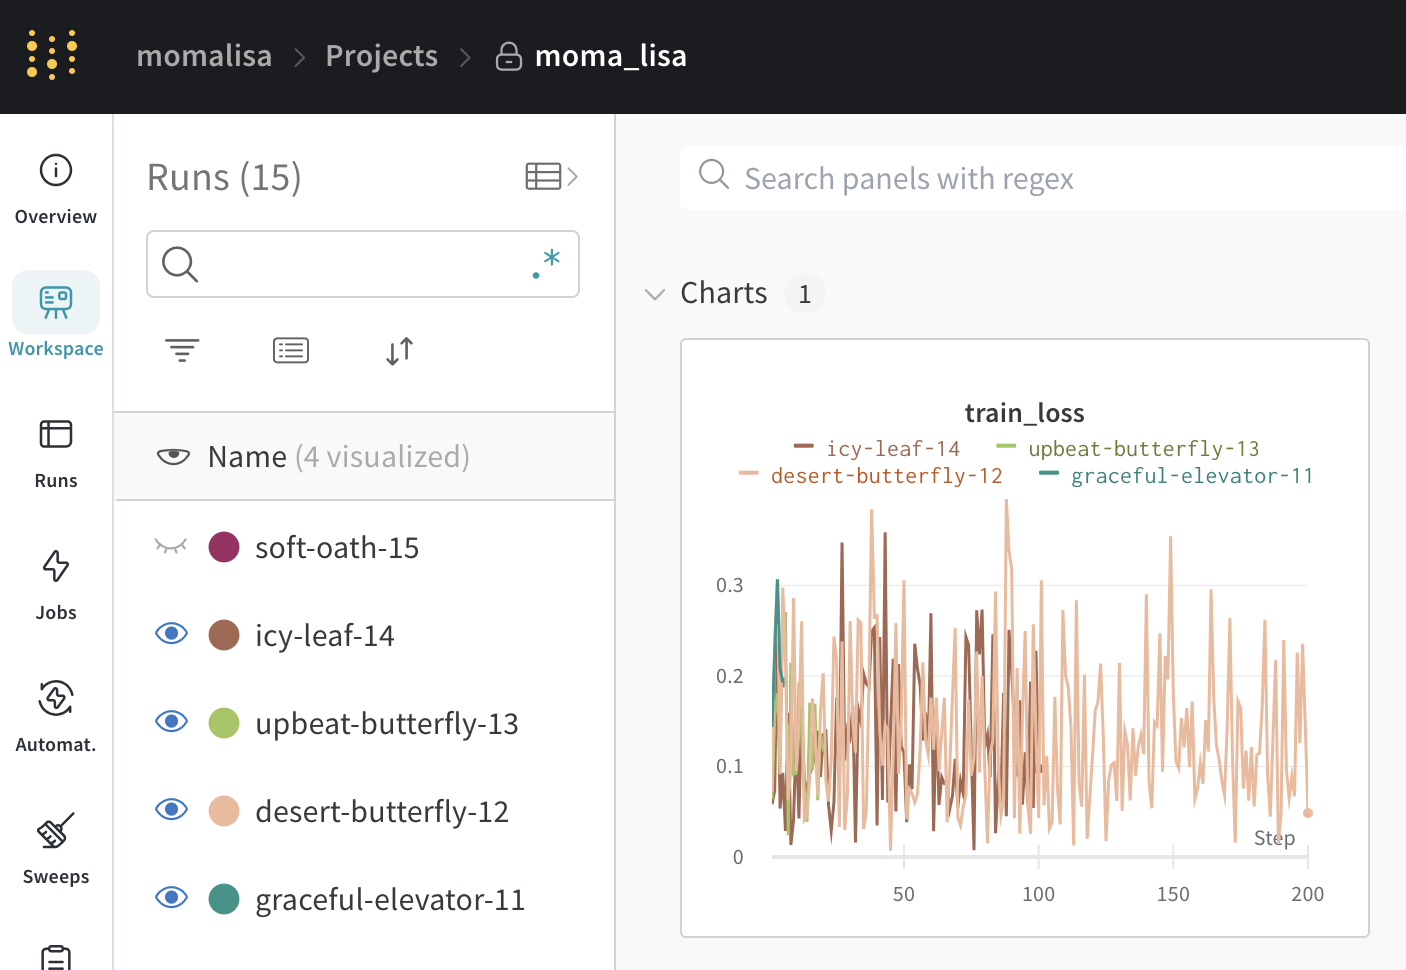 momalisa > Projects > moma_lisa
Overview
Workspace
Runs
Jobs
Automat.
Sweeps
Runs (15)
.*
Name (4 visualized)
soft-oath-15
icy-leaf-14
upbeat-butterfly-13
desert-butterfly-12
graceful-elevator-11
Search panels with regex
Charts 1
train_loss
icy-leaf-14 upbeat-butterfly-13
desert-butterfly-12 graceful-elevator-11
0.3
0.2
0.1
0
Step
50 100 150 200